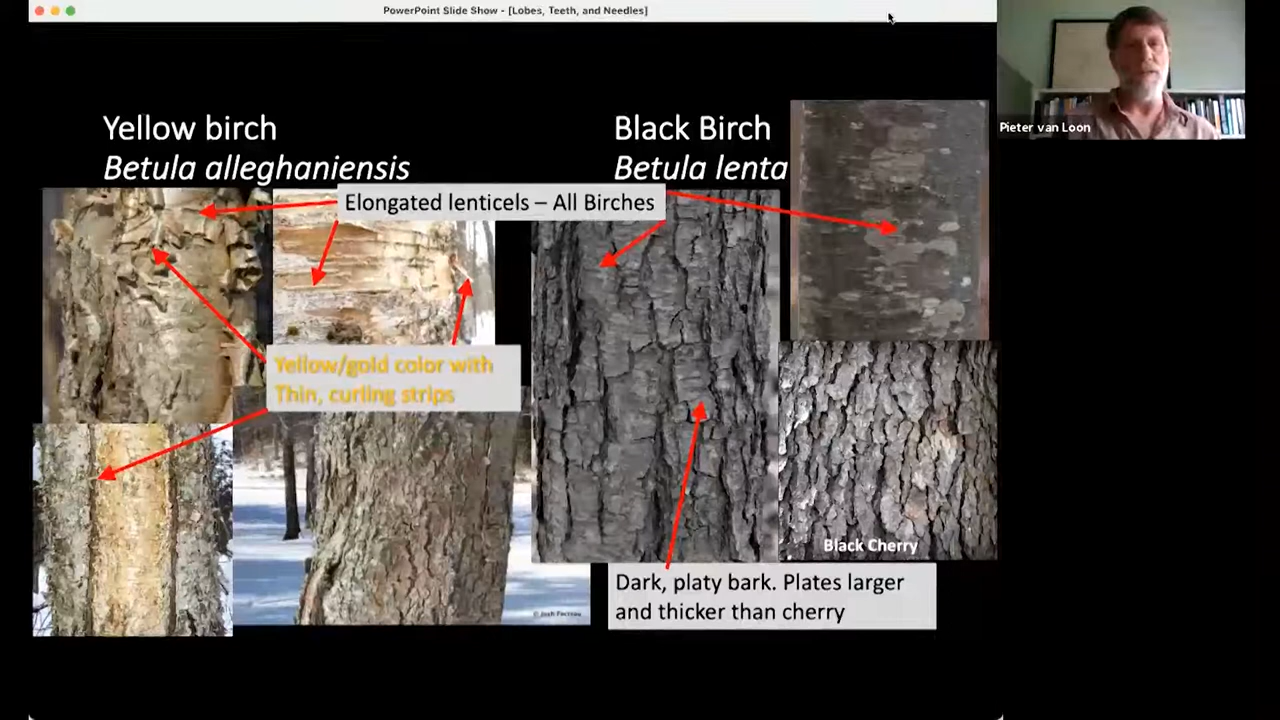 PowerPoint Slide Show - [Lobes, Teeth, and Needles]
Pieter van Loon
Yellow birch
Betula alleghaniensis
Black Birch
Betula lenta
Elongated lenticels – All Birches
Yellow/gold color with
Thin, curling strips
Black Cherry
Dark, platy bark. Plates larger
and thicker than cherry